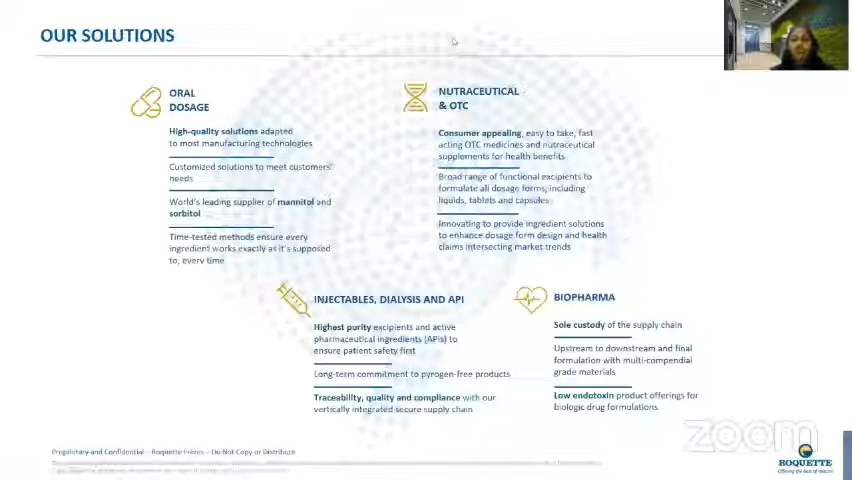 OUR SOLUTIONS
ORAL
DOSAGE
High-quality solutions adapted
to most manufacturing technologies
Customized solutions to meet customers'
needs
World's leading supplier of mannitol and
sorbitol
Time-tested methods ensure every
ingredient works exactly as it's supposed
to, every time
NUTRACEUTICAL
& OTC
Consumer appealing, easy to take, fast
acting OTC medicines and nutraceutical
supplements for health benefits
Broad range of functional excipients to
formulate all dosage forms, including
liquids, tablets and capsules
Innovating to provide ingredient solutions
to enhance dosage form design and health
claims intersecting market trends
INJECTABLES, DIALYSIS AND API
Highest purity excipients and active
pharmaceutical ingredients (APIs) to
ensure patient safety first
Long-term commitment to pyrogen-free products
Traceability, quality and compliance with our
vertically integrated secure supply chain
BIOPHARMA
Sole custody of the supply chain
Upstream to downstream and final
formulation with multi-compendial
grade materials
Low endotoxin product offerings for
biologic drug formulations
Proprietary and Confidential – Roquette Frères – Do Not Copy or Distribute
zoom
ROQUETTE
Offering the best of nature